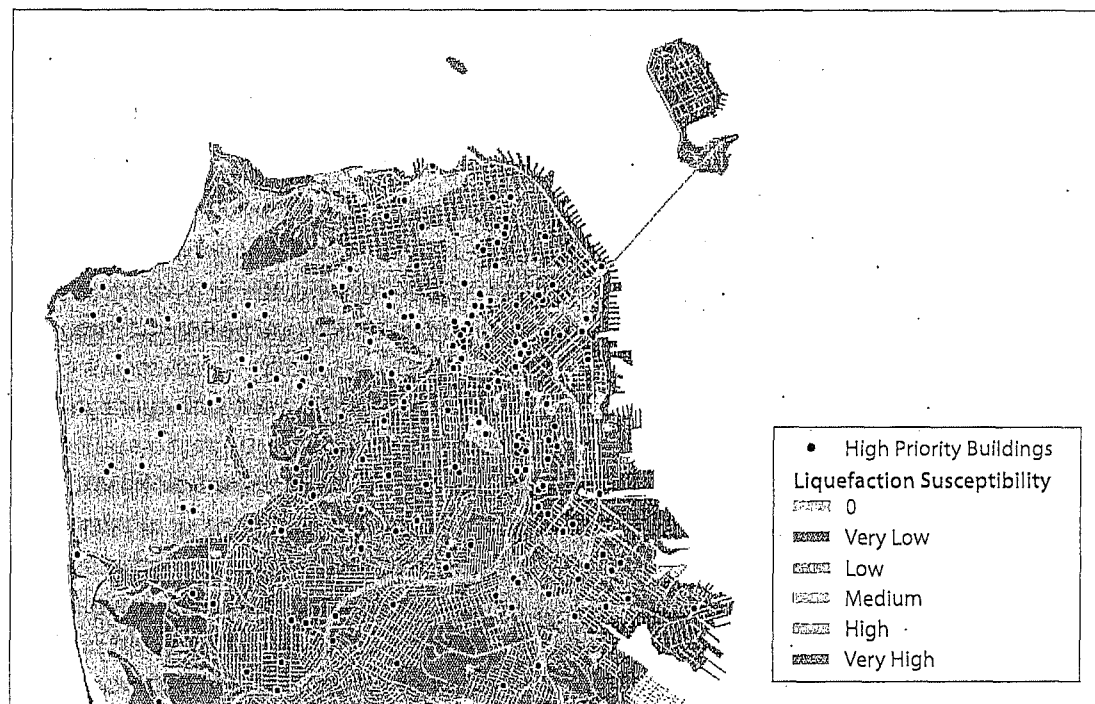 High Priority Buildings
Liquefaction Susceptibility
0
Very Low
Low
Medium
High
Very High